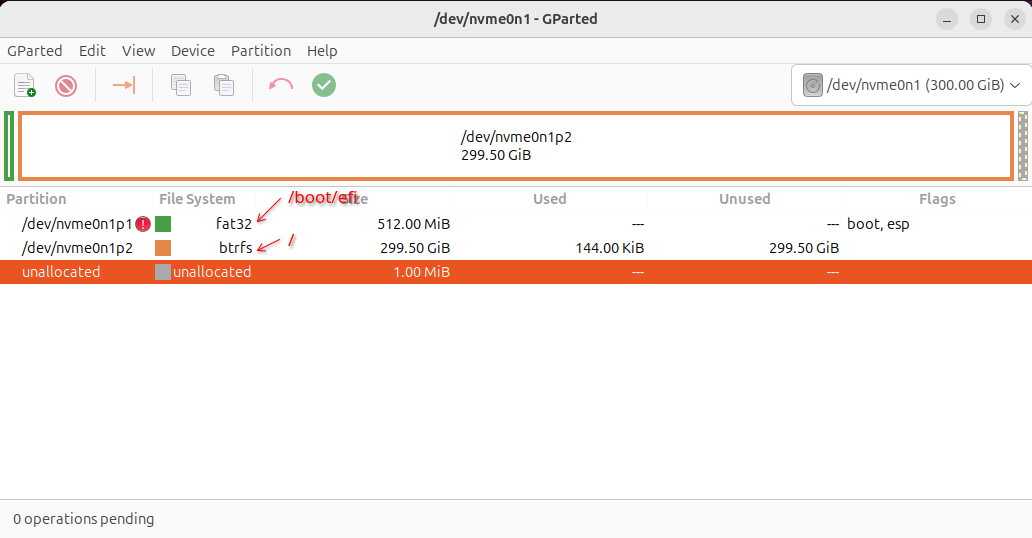 /dev/nvme0n1 - GParted
GParted Edit View Device Partition Help
/dev/nvme0n1 (300.00 GiB)
/dev/nvme0n1p2
299.50 GiB
Partition File System /boot/efi Size Used Unused Flags
/dev/nvme0n1p1 fat32 512.00 MiB --- --- boot, esp
/
/dev/nvme0n1p2 btrfs 299.50 GiB 144.00 KiB 299.50 GiB
unallocated unallocated 1.00 MiB --- ---
0 operations pending